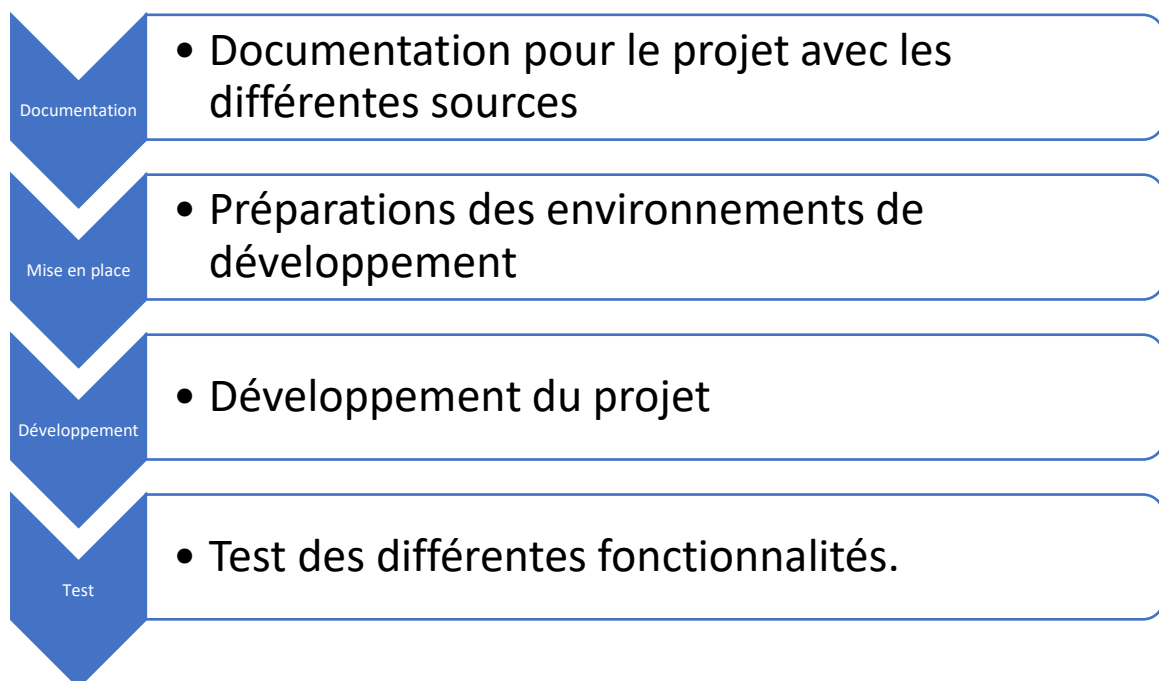 Documentation
• Documentation pour le projet avec les
différentes sources
Mise en place
• Préparations des environnements de
développement
Développement
• Développement du projet
Test
• Test des différentes fonctionnalités.